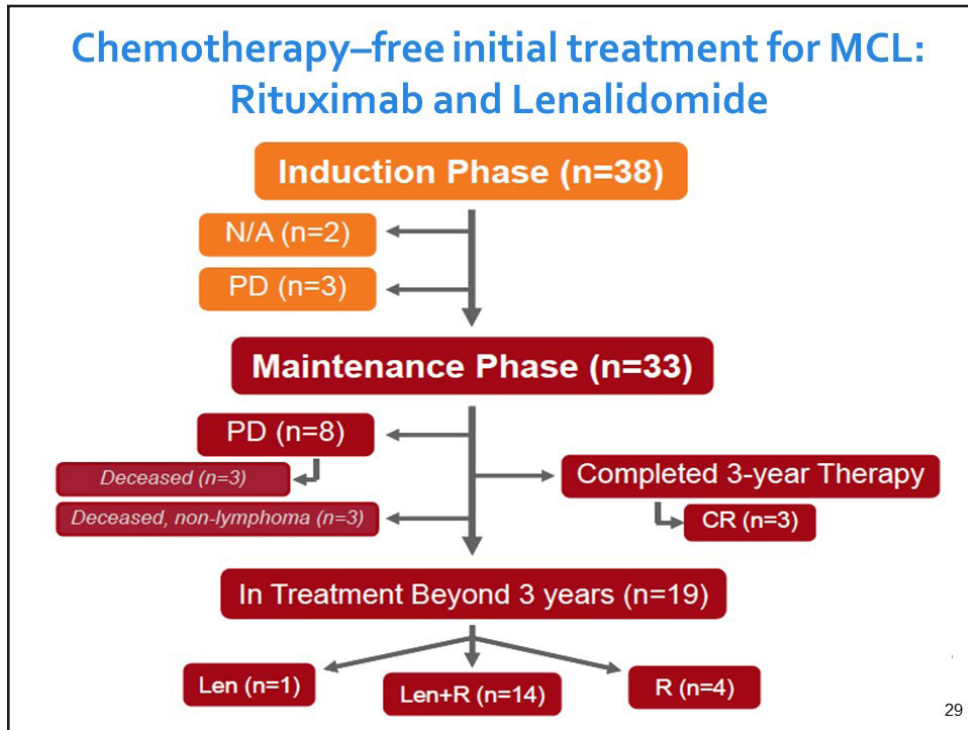 Chemotherapy–free initial treatment for MCL:
Rituximab and Lenalidomide
Induction Phase (n=38)
N/A (n=2)
PD (n=3)
Maintenance Phase (n=33)
PD (n=8)
Deceased (n=3)
Deceased, non-lymphoma (n=3)
Completed 3-year Therapy
CR (n=3)
In Treatment Beyond 3 years (n=19)
Len (n=1)
Len+R (n=14)
R (n=4)
29